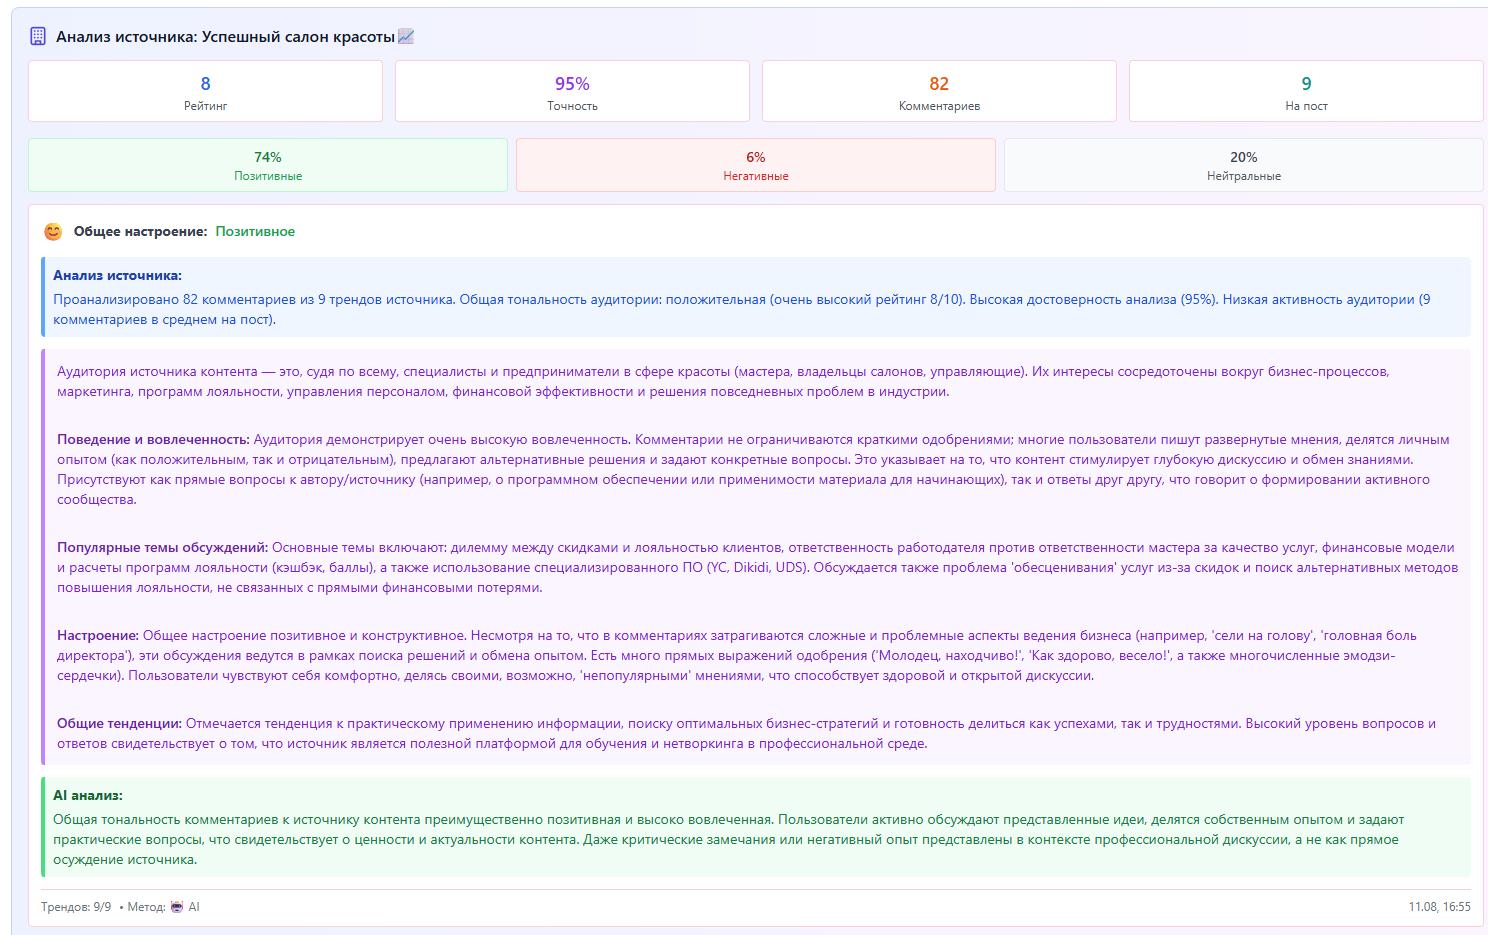 Анализ источника: Успешный салон красоты📈
8
Рейтинг
95%
Точность
82
Комментариев
9
На пост
74%
Позитивные
6%
Негативные
20%
Нейтральные
😊 Общее настроение: Позитивное
Анализ источника:
Проанализировано 82 комментариев из 9 трендов источника. Общая тональность аудитории: положительная (очень высокий рейтинг 8/10). Высокая достоверность анализа (95%). Низкая активность аудитории (9
комментариев в среднем на пост).
Аудитория источника контента — это, судя по всему, специалисты и предприниматели в сфере красоты (мастера, владельцы салонов, управляющие). Их интересы сосредоточены вокруг бизнес-процессов,
маркетинга, программ лояльности, управления персоналом, финансовой эффективности и решения повседневных проблем в индустрии.
Поведение и вовлеченность: Аудитория демонстрирует очень высокую вовлеченность. Комментарии не ограничиваются краткими одобрениями; многие пользователи пишут развернутые мнения, делятся личным
опытом (как положительным, так и отрицательным), предлагают альтернативные решения и задают конкретные вопросы. Это указывает на то, что контент стимулирует глубокую дискуссию и обмен знаниями.
Присутствуют как прямые вопросы к автору/источнику (например, о программном обеспечении или применимости материала для начинающих), так и ответы друг другу, что говорит о формировании активного
сообщества.
Популярные темы обсуждений: Основные темы включают: дилемму между скидками и лояльностью клиентов, ответственность работодателя против ответственности мастера за качество услуг, финансовые модели
и расчеты программ лояльности (кэшбэк, баллы), а также использование специализированного ПО (YC, Dikidi, UDS). Обсуждается также проблема 'обесценивания' услуг из-за скидок и поиск альтернативных методов
повышения лояльности, не связанных с прямыми финансовыми потерями.
Настроение: Общее настроение позитивное и конструктивное. Несмотря на то, что в комментариях затрагиваются сложные и проблемные аспекты ведения бизнеса (например, 'сели на голову', 'головная боль
директора'), эти обсуждения ведутся в рамках поиска решений и обмена опытом. Есть много прямых выражений одобрения ('Молодец, находчиво!', 'Как здорово, весело!', а также многочисленные эмодзи-
сердечки). Пользователи чувствуют себя комфортно, делясь своими, возможно, 'непопулярными' мнениями, что способствует здоровой и открытой дискуссии.
Общие тенденции: Отмечается тенденция к практическому применению информации, поиску оптимальных бизнес-стратегий и готовность делиться как успехами, так и трудностями. Высокий уровень вопросов и
ответов свидетельствует о том, что источник является полезной платформой для обучения и нетворкинга в профессиональной среде.
AI анализ:
Общая тональность комментариев к источнику контента преимущественно позитивная и высоко вовлеченная. Пользователи активно обсуждают представленные идеи, делятся собственным опытом и задают
практические вопросы, что свидетельствует о ценности и актуальности контента. Даже критические замечания или негативный опыт представлены в контексте профессиональной дискуссии, а не как прямое
осуждение источника.
Трендов: 9/9 • Метод: 🤖 AI
11.08, 16:55